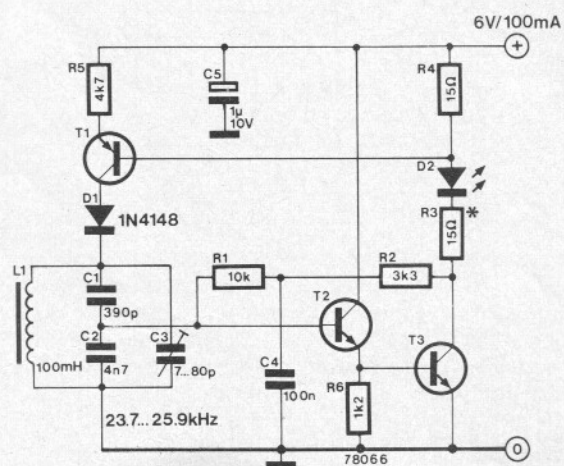 6V/100mA
+
R5
4k7
C5
1μ
10V
R4
15Ω
T1
D2
D1
1N4148
R3
15Ω
*
L1
C1
390p
R1
10k
R2
3k3
T2
T3
C2
4n7
C3
7...80p
100mH
C4
100n
R6
1k2
23.7...25.9kHz
78066
0